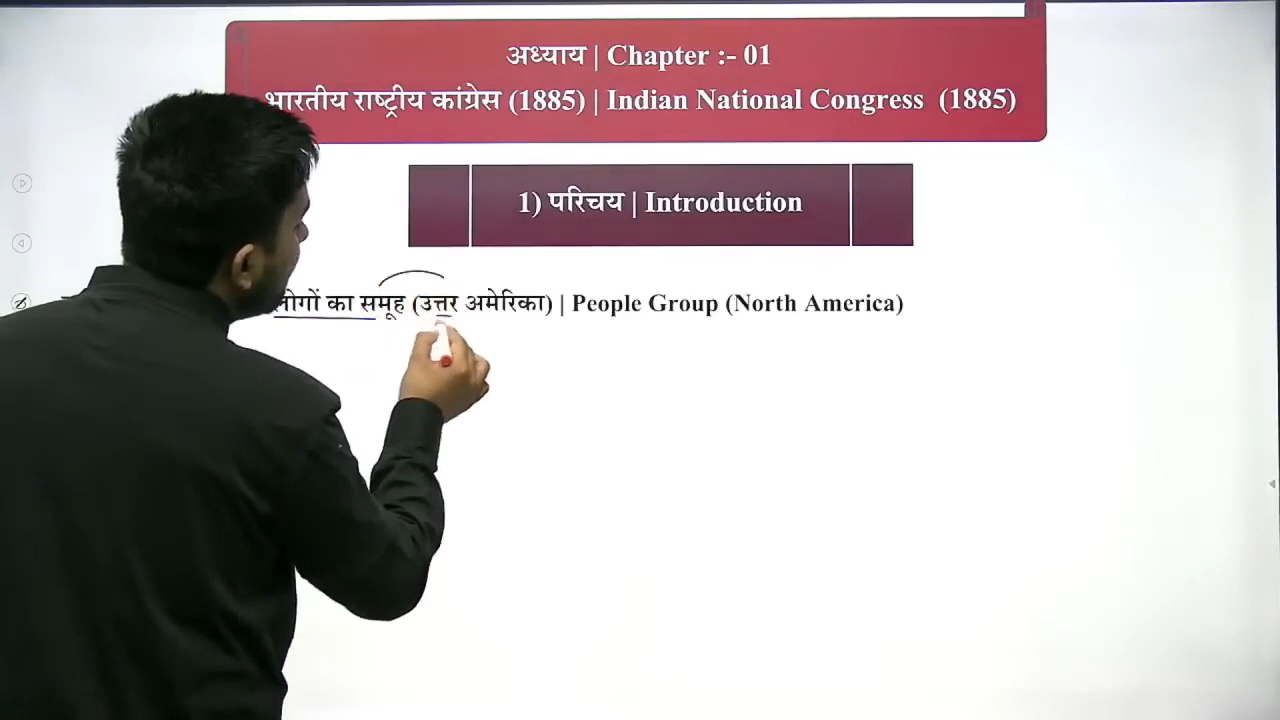 अध्याय | Chapter :- 01
भारतीय राष्ट्रीय कांग्रेस (1885) | Indian National Congress (1885)
1) परिचय | Introduction
लोगों का समूह (उत्तर अमेरिका) | People Group (North America)